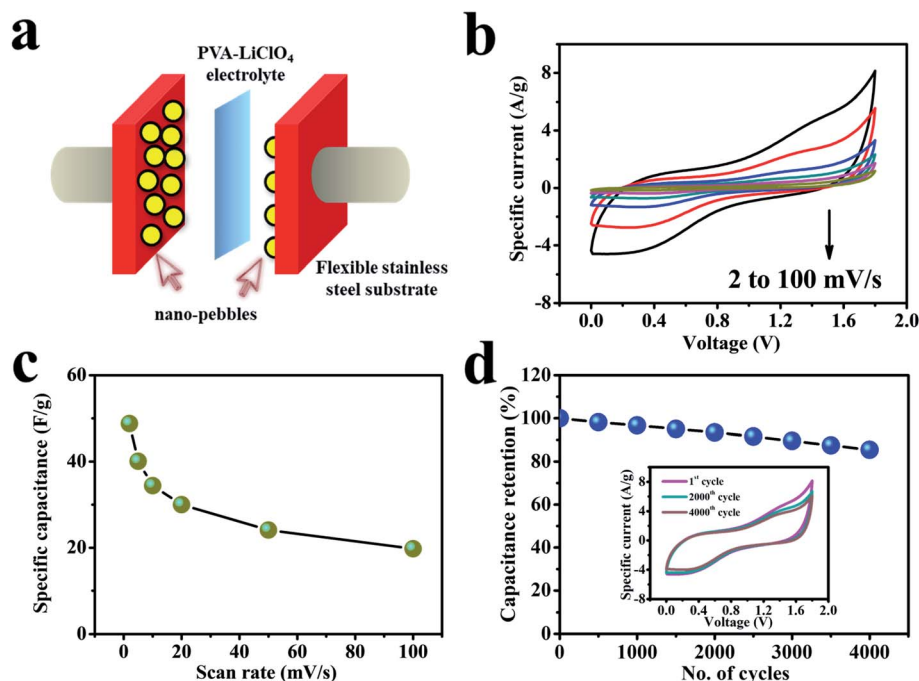 a
PVA-LiClO₄
electrolyte
Flexible stainless
steel substrate
nano-pebbles
b
Specific current (A/g)
8
4
0
-4
-8
0.0 0.4 0.8 1.2 1.6 2.0
Voltage (V)
2 to 100 mV/s
c
Specific capacitance (F/g)
60
40
20
0
0 20 40 60 80 100
Scan rate (mV/s)
d
Capacitance retention (%)
120
100
80
60
40
20
0
0 1000 2000 3000 4000
No. of cycles
Specific current (A/g)
8
4
0
-4
-8
1st cycle
2000th cycle
4000th cycle
0.0 0.4 0.8 1.2 1.6 2.0
Voltage (V)